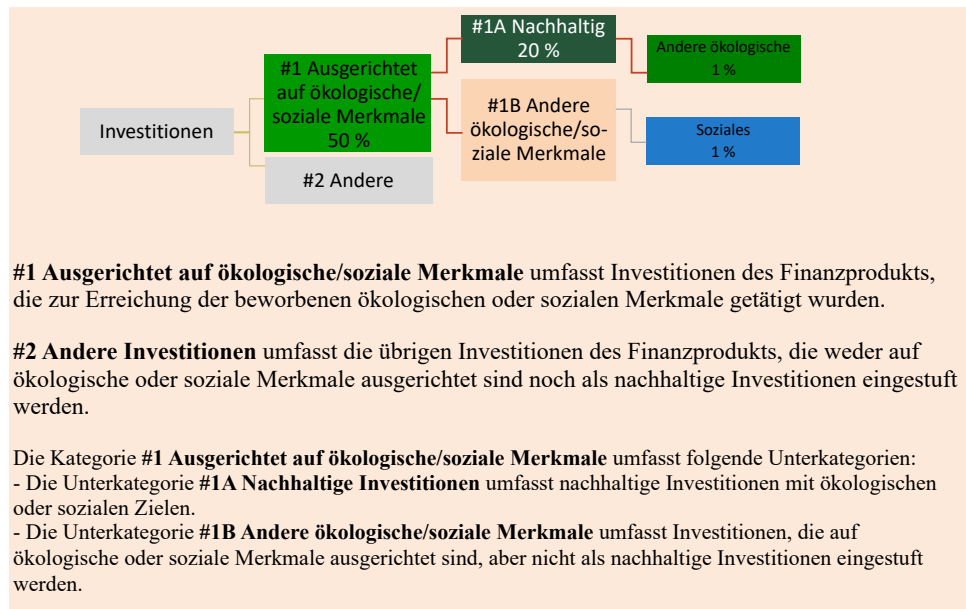 #1A Nachhaltig
20 %
Andere ökologische
1 %
#1 Ausgerichtet
auf ökologische/
soziale Merkmale
50 %
#1B Andere
ökologische/so-
ziale Merkmale
Investitionen
Soziales
1 %
#2 Andere
#1 Ausgerichtet auf ökologische/soziale Merkmale umfasst Investitionen des Finanzprodukts,
die zur Erreichung der beworbenen ökologischen oder sozialen Merkmale getätigt wurden.
#2 Andere Investitionen umfasst die übrigen Investitionen des Finanzprodukts, die weder auf
ökologische oder soziale Merkmale ausgerichtet sind noch als nachhaltige Investitionen eingestuft
werden.
Die Kategorie #1 Ausgerichtet auf ökologische/soziale Merkmale umfasst folgende Unterkategorien:
- Die Unterkategorie #1A Nachhaltige Investitionen umfasst nachhaltige Investitionen mit ökologischen
oder sozialen Zielen.
- Die Unterkategorie #1B Andere ökologische/soziale Merkmale umfasst Investitionen, die auf
ökologische oder soziale Merkmale ausgerichtet sind, aber nicht als nachhaltige Investitionen eingestuft
werden.